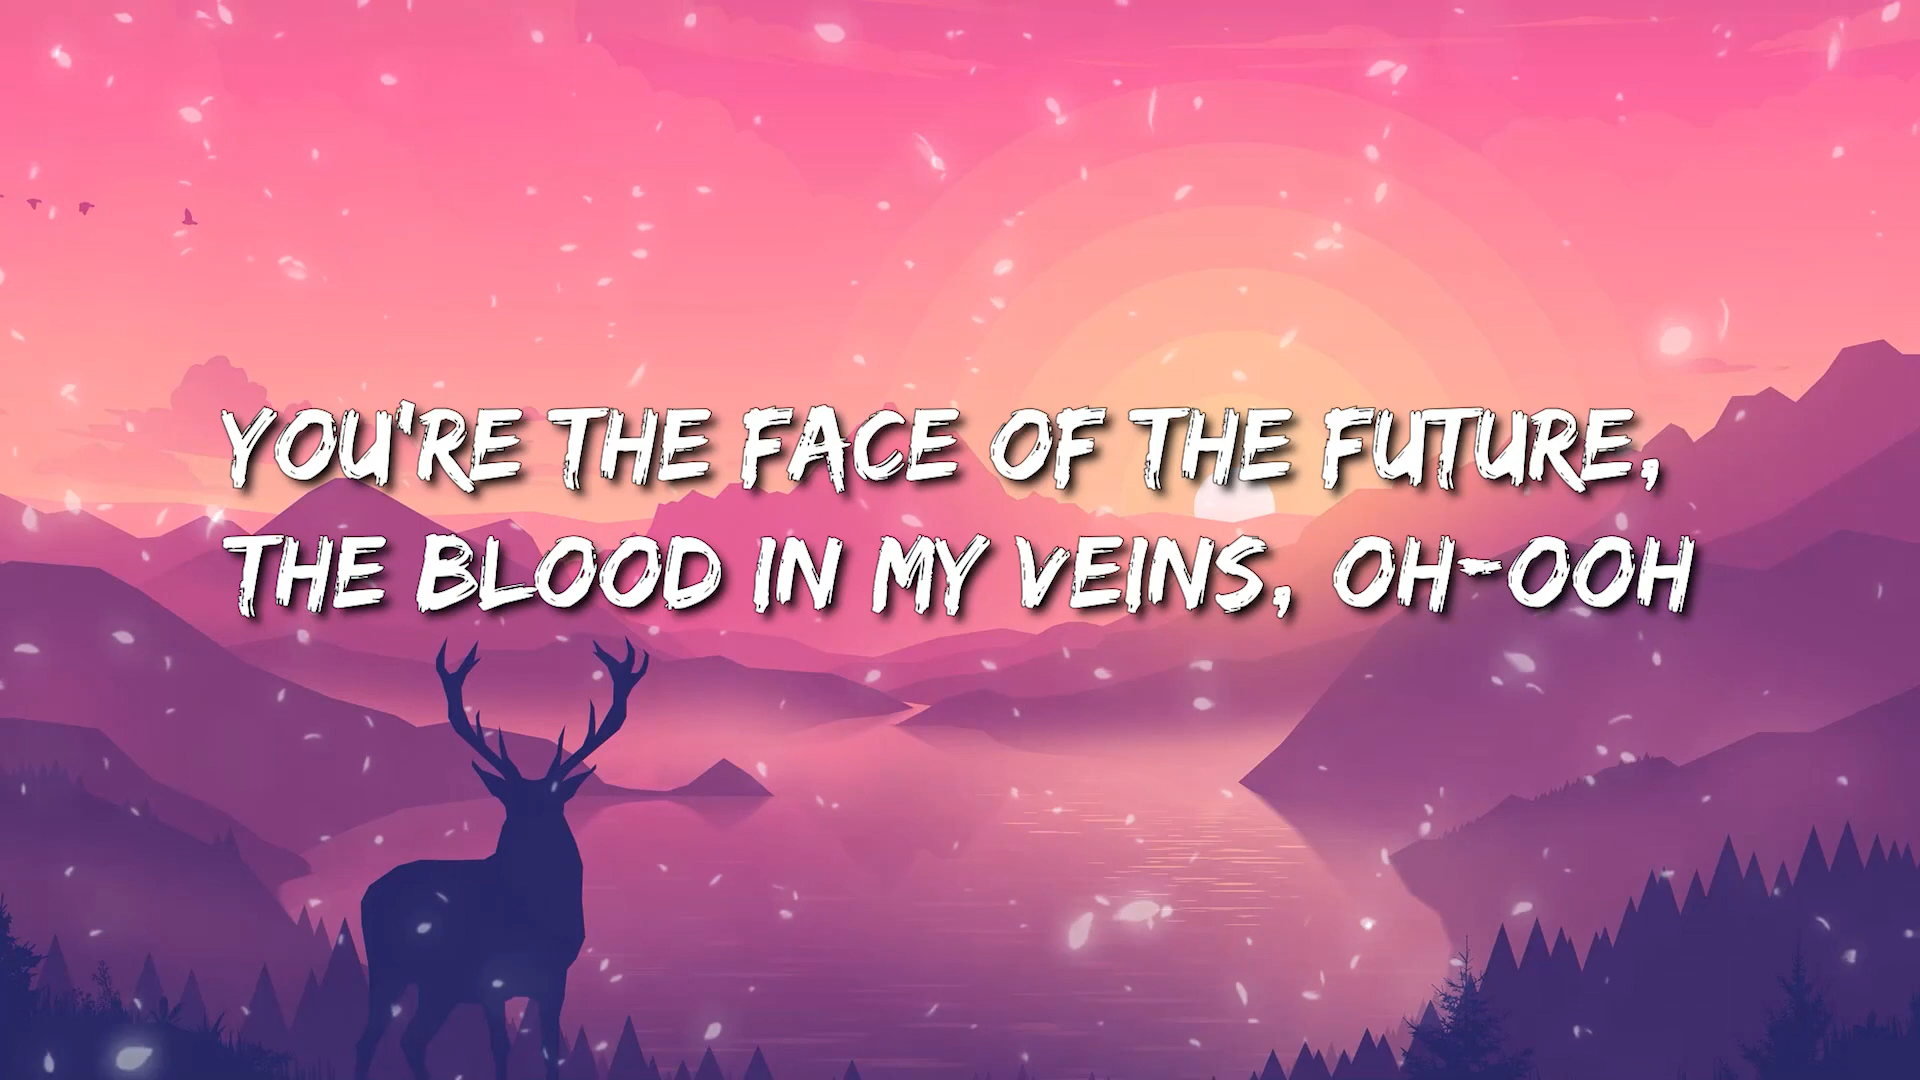 YOU'RE THE FACE OF THE FUTURE,
THE BLOOD IN MY VEINS, OH-OOH